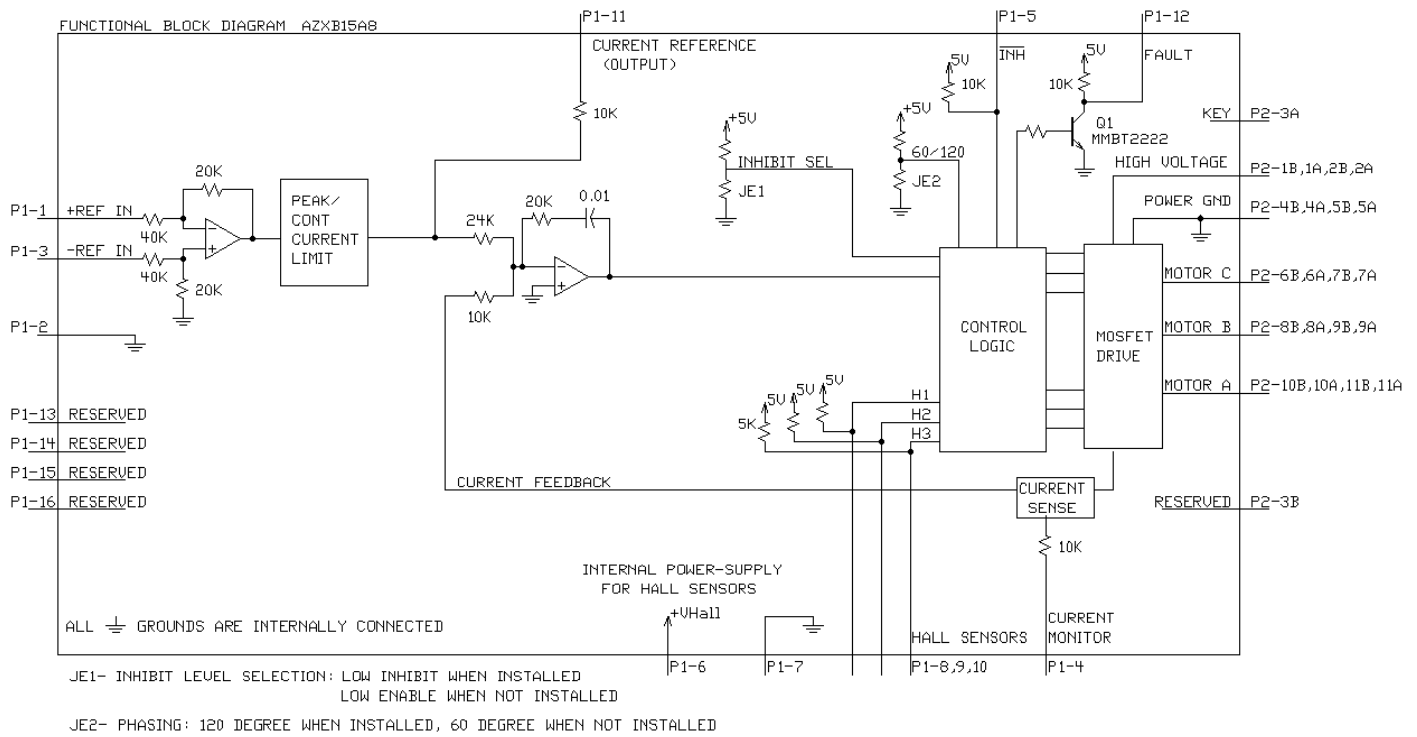 FUNCTIONAL BLOCK DIAGRAM AZXB15A8
P1-11
P1-5
P1-12
CURRENT REFERENCE
(OUTPUT)
INH
FAULT
5V
10K
5V
10K
10K
Q1
MMBT2222
KEY P2-3A
+5V
+5V
60/120
JE2
INHIBIT SEL
JE1
HIGH VOLTAGE P2-1B,1A,2B,2A
POWER GND P2-4B,4A,5B,5A
20K
P1-1 +REF IN
40K
P1-3 -REF IN
40K
20K
PEAK/
CONT
CURRENT
LIMIT
24K
20K
0.01
10K
P1-2
CONTROL
LOGIC
MOSFET
DRIVE
MOTOR C P2-6B,6A,7B,7A
MOTOR B P2-8B,8A,9B,9A
MOTOR A P2-10B,10A,11B,11A
5V
5V
5V
5K
H1
H2
H3
P1-13 RESERVED
P1-14 RESERVED
P1-15 RESERVED
P1-16 RESERVED
CURRENT FEEDBACK
CURRENT
SENSE
RESERVED P2-3B
10K
INTERNAL POWER-SUPPLY
FOR HALL SENSORS
+VHall
ALL GROUNDS ARE INTERNALLY CONNECTED
HALL SENSORS
CURRENT
MONITOR
P1-6
P1-7
P1-8,9,10
P1-4
JE1- INHIBIT LEVEL SELECTION: LOW INHIBIT WHEN INSTALLED
LOW ENABLE WHEN NOT INSTALLED
JE2- PHASING: 120 DEGREE WHEN INSTALLED, 60 DEGREE WHEN NOT INSTALLED